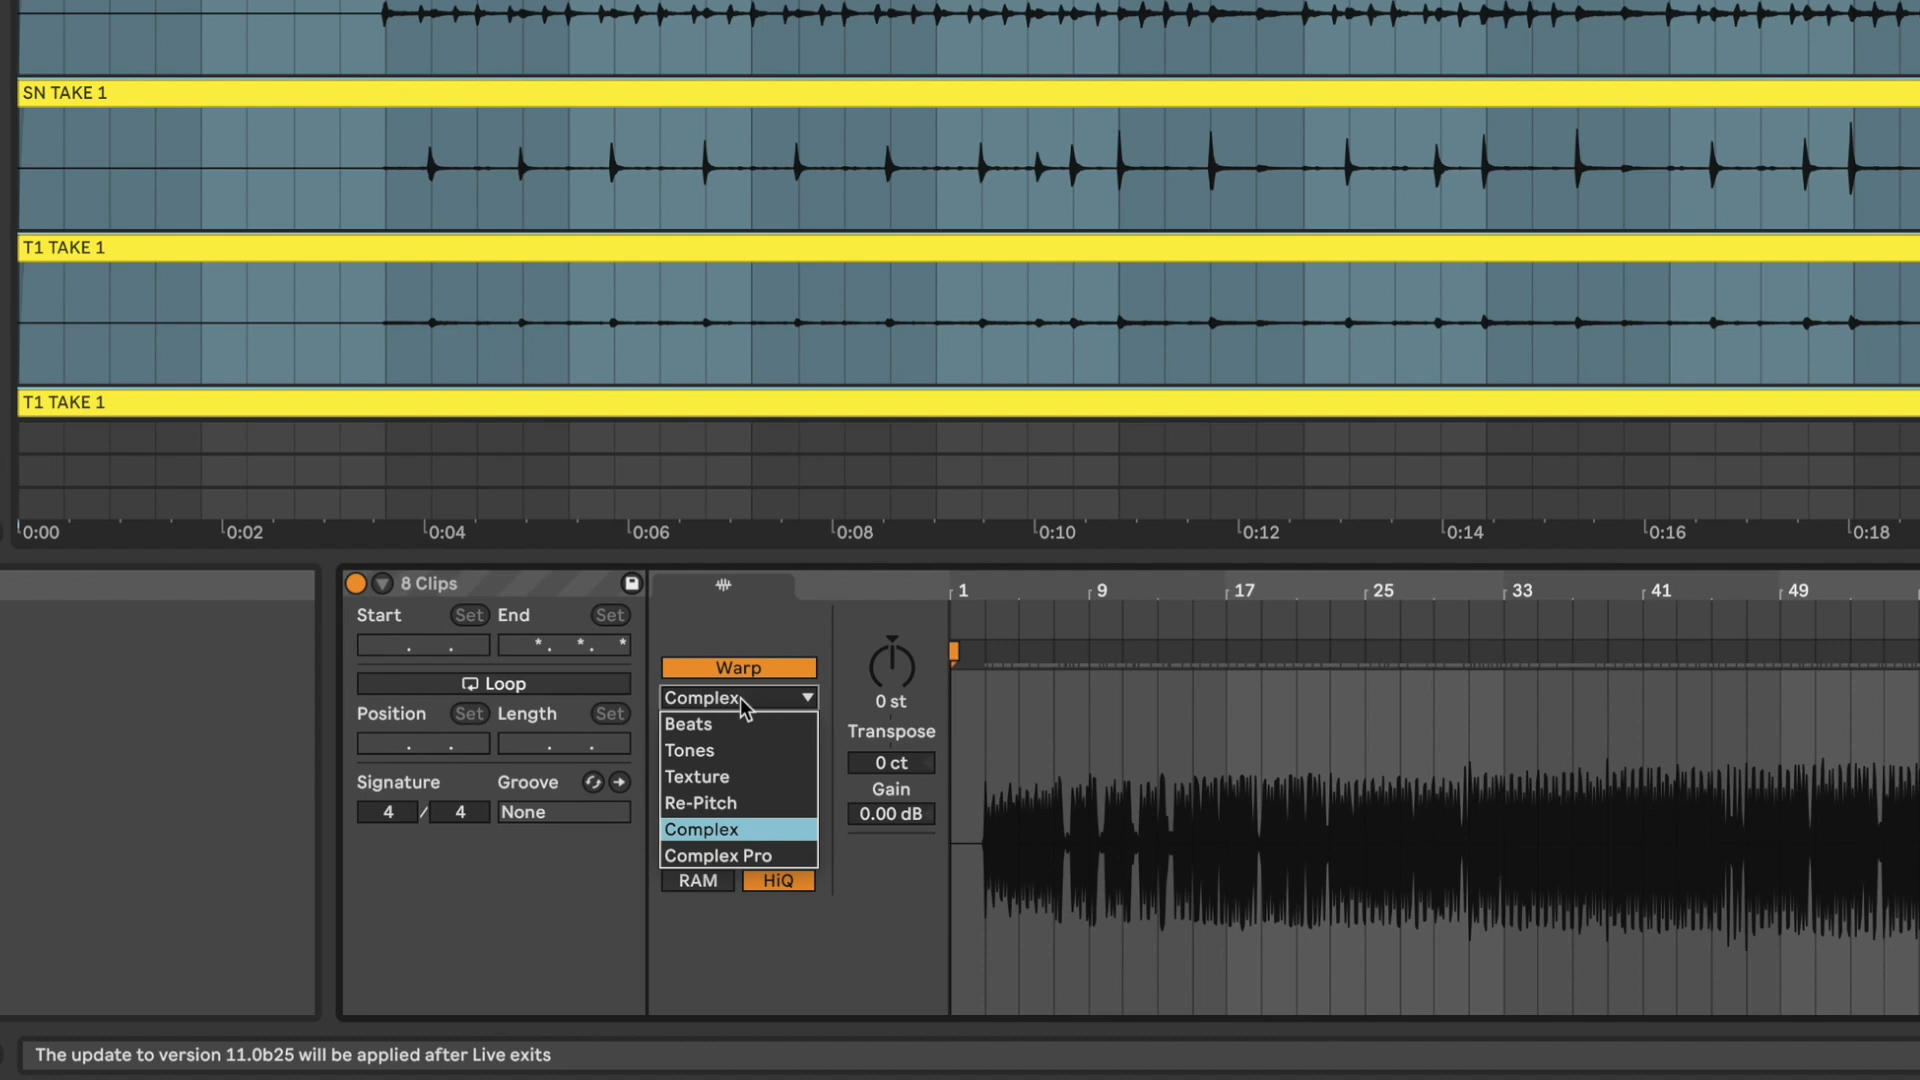 SN TAKE 1
T1 TAKE 1
T1 TAKE 1
0:00 0:02 0:04 0:06 0:08 0:10 0:12 0:14 0:16 0:18
8 Clips
Start Set End Set
. . *. *. *
Loop
Position Set Length Set
. . . .
Signature Groove
4 / 4 None
Warp
Complex
Beats
Tones
Texture
Re-Pitch
Complex
Complex Pro
RAM HiQ
0 st
Transpose
0 ct
Gain
0.00 dB
1 9 17 25 33 41 49
The update to version 11.0b25 will be applied after Live exits